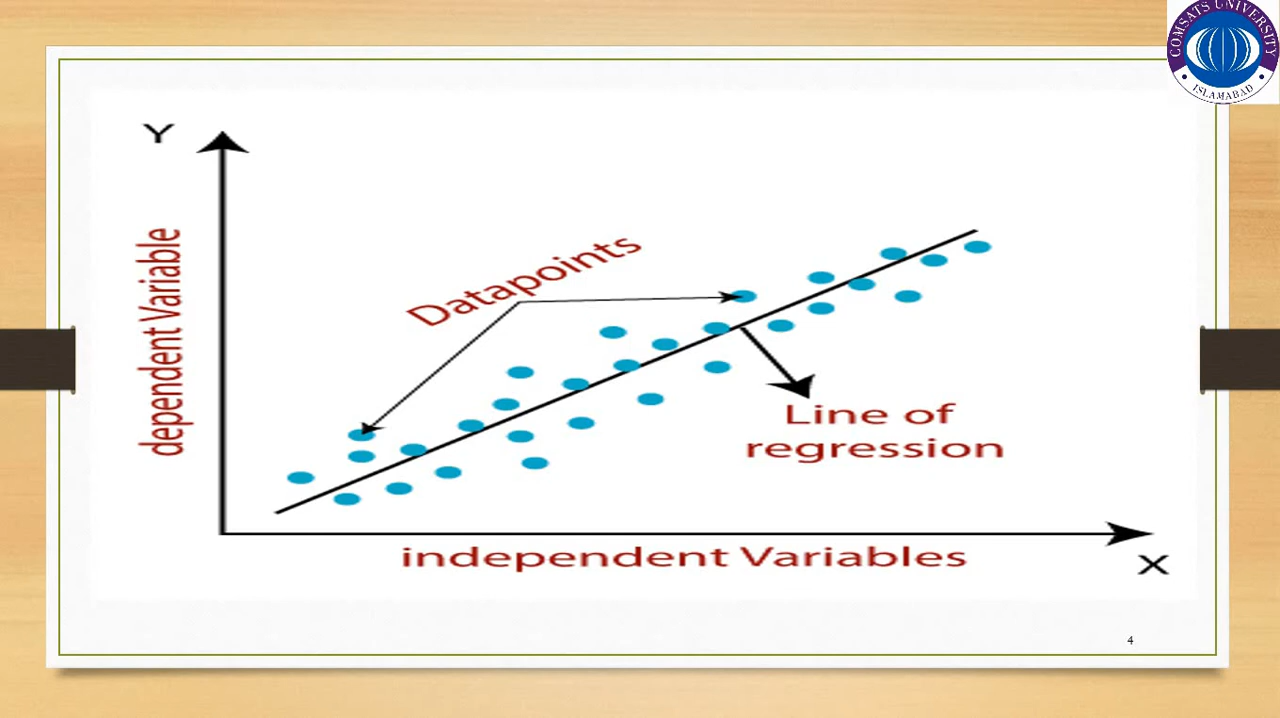 COMSATS UNIVERSITY
ISLAMABAD
Y
dependent Variable
Datapoints
Line of
regression
independent Variables
X
4